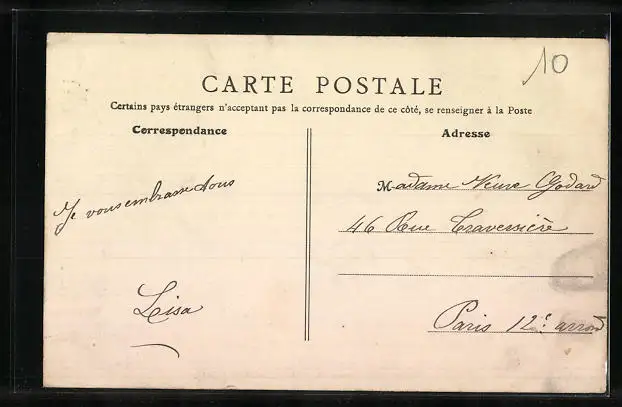 10
CARTE POSTALE
Certains pays étrangers n'acceptant pas la correspondance de ce côté, se renseigner à la Poste
Correspondance
Je vous embrasse tous
Lisa
Adresse
Madame Veuve Godard
46 Rue Traversière
Paris 12e arrond